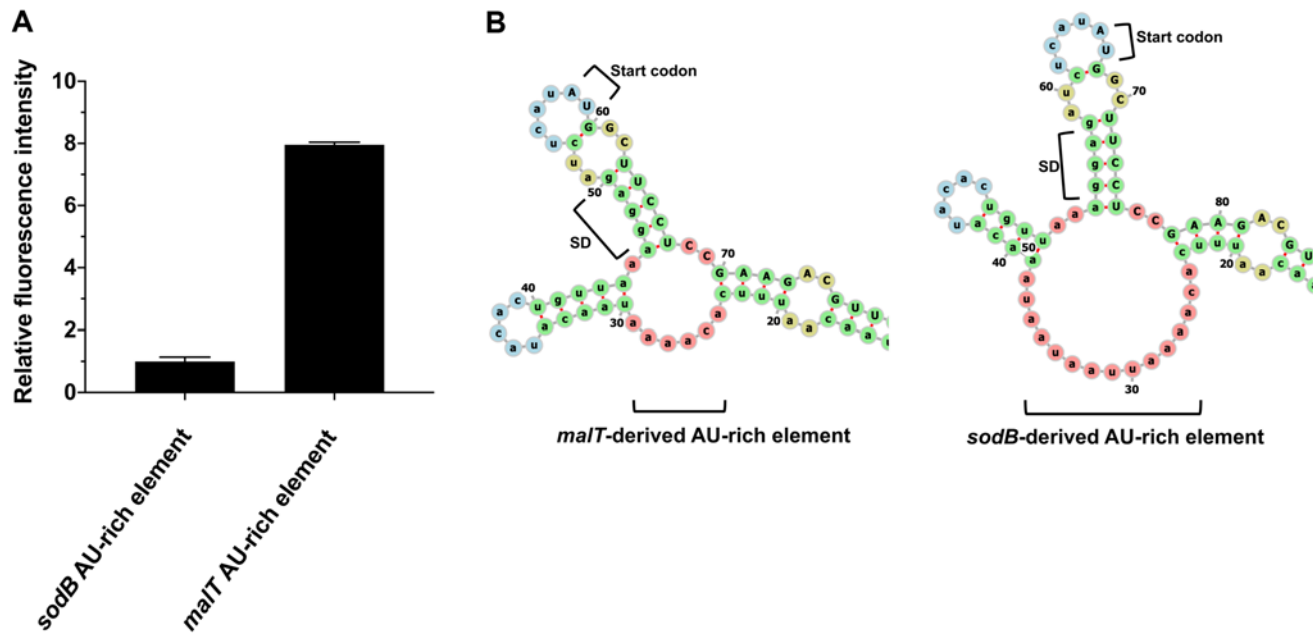 A
Relative fluorescence intensity
10
8
6
4
2
0
sodB AU-rich element
malT AU-rich element
B
Start codon
SD
20
30
40
50
60
70
aacaauuucacaaaauaacauacacuguuaaaggagaucucauAUGGCUUCCUCCGAAGACGUU
malT-derived AU-rich element
Start codon
SD
20
30
40
50
60
70
80
acaauuucacaaaauuaauaauaacauacacuguuaaaggagaucucauAUGGCUUCCUCCGAAGACGU
sodB-derived AU-rich element